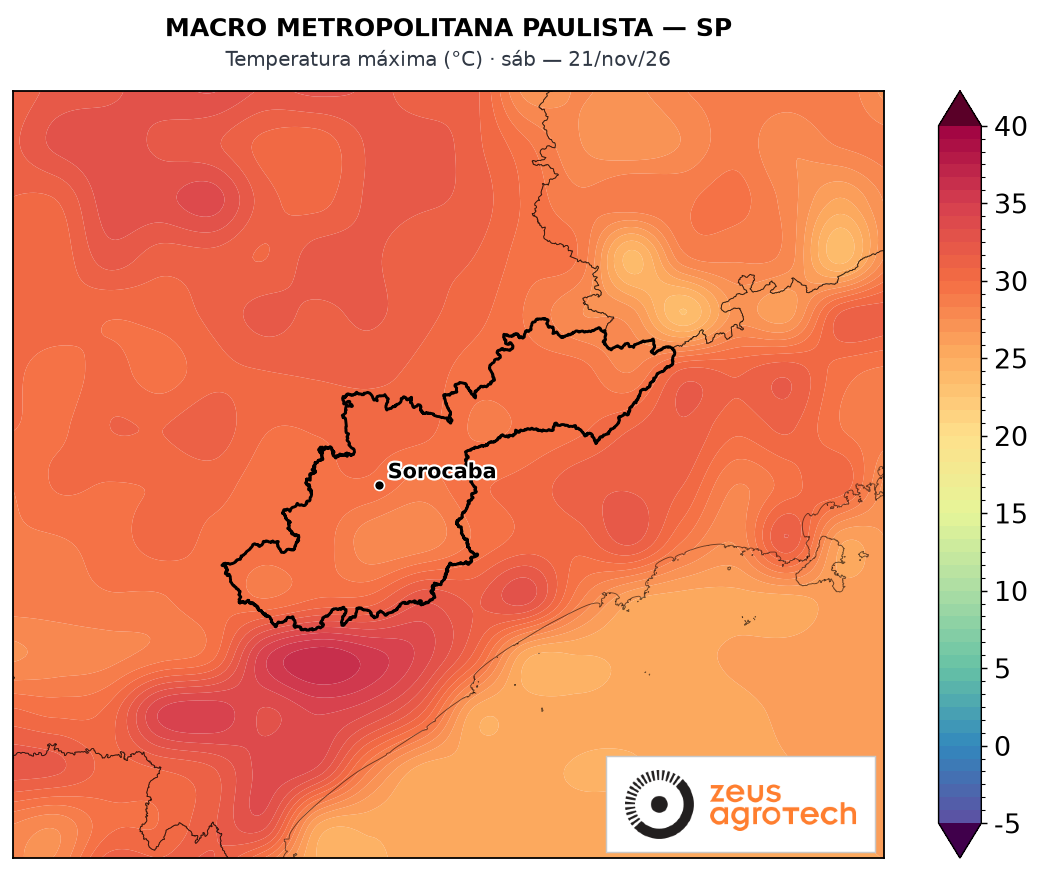 MACRO METROPOLITANA PAULISTA — SP
Temperatura máxima (°C) · sáb — 21/nov/26
Sorocaba
40
35
30
25
20
15
10
5
0
-5
zeus
agrotech